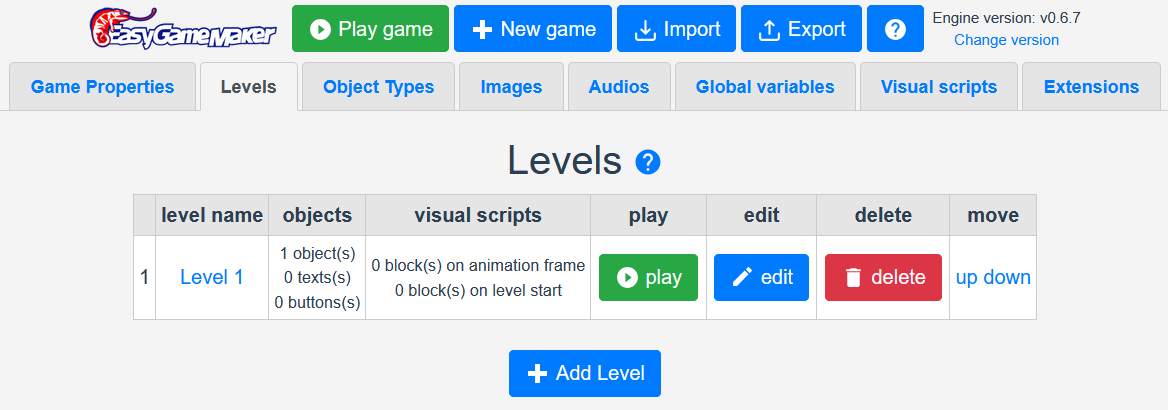 EasyGameMaker Play game New game Import Export ? Engine version: v0.6.7
Change version
Game Properties Levels Object Types Images Audios Global variables Visual scripts Extensions
Levels ?
level name objects visual scripts play edit delete move
1 Level 1 1 object(s) 0 block(s) on animation frame play edit delete up down
0 texts(s) 0 block(s) on level start
0 buttons(s)
Add Level